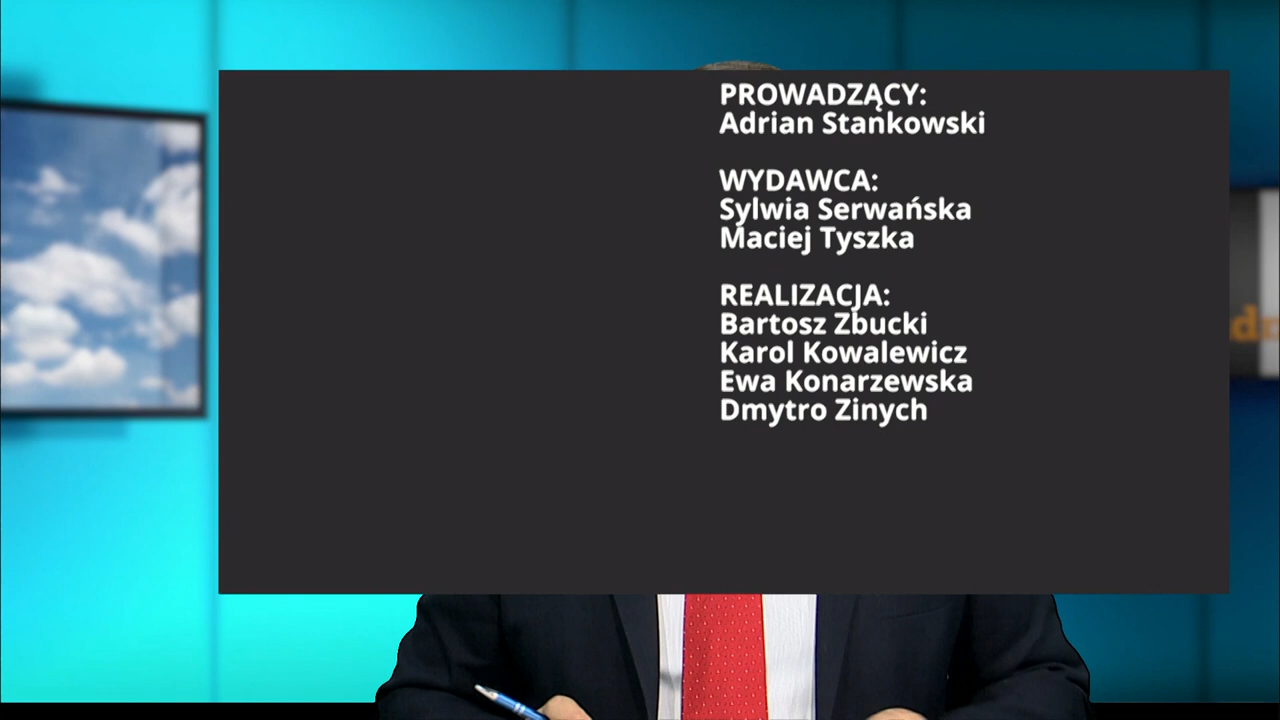 PROWADZĄCY:
Adrian Stankowski
WYDAWCA:
Sylwia Serwańska
Maciej Tyszka
REALIZACJA:
Bartosz Zbucki
Karol Kowalewicz
Ewa Konarzewska
Dmytro Zinych